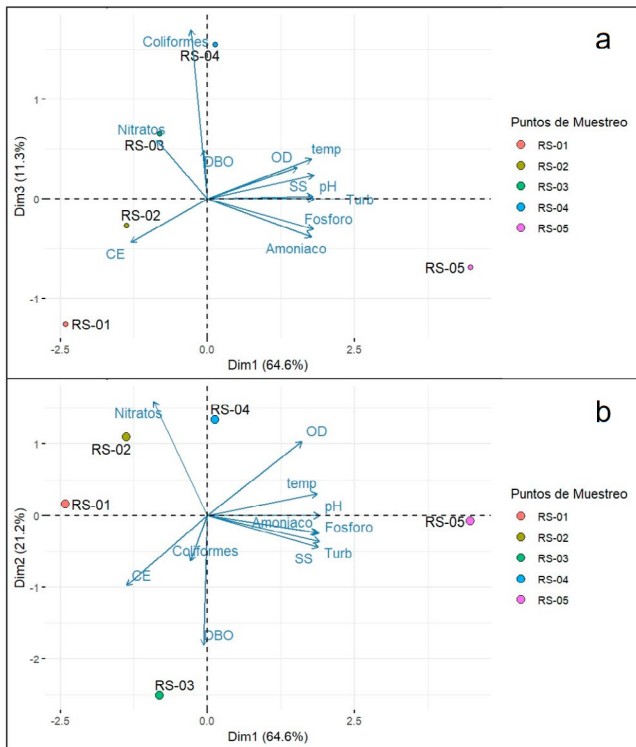 a
Coliformes
RS-04
1
Nitratos
RS-03
DBO
OD
temp
SS
pH
Turb
0
RS-02
CE
Fosforo
Amoniaco
RS-05
-1
RS-01
-2.5
0.0
2.5
Dim1 (64.6%)
Dim3 (11.3%)
Puntos de Muestreo
RS-01
RS-02
RS-03
RS-04
RS-05
b
Nitratos
RS-04
1
RS-02
OD
temp
RS-01
pH
0
Amoniaco
Fosforo
RS-05
Coliformes
Turb
SS
CE
-1
DBO
-2
RS-03
-2.5
0.0
2.5
Dim1 (64.6%)
Dim2 (21.2%)
Puntos de Muestreo
RS-01
RS-02
RS-03
RS-04
RS-05